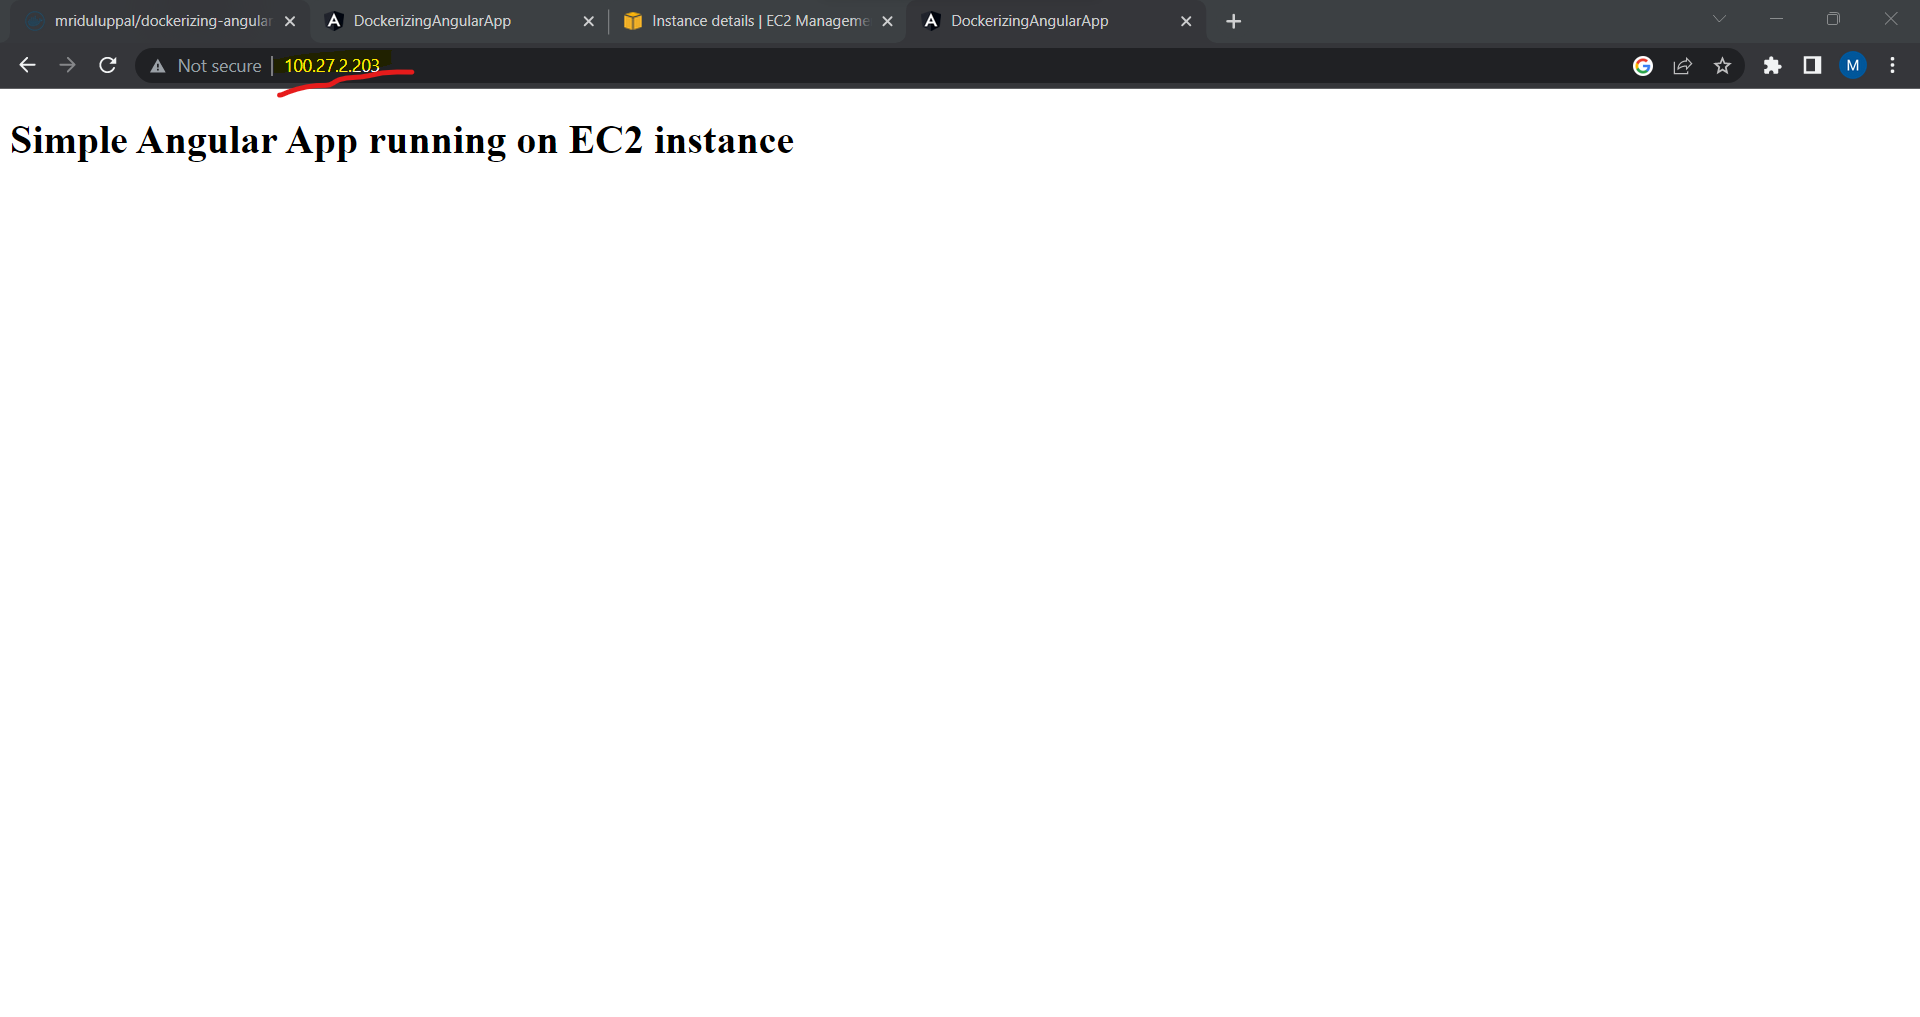 mriduluppal/dockerizing-angular
DockerizingAngularApp
Instance details | EC2 Manageme
DockerizingAngularApp
Not secure | 100.27.2.203
M
Simple Angular App running on EC2 instance